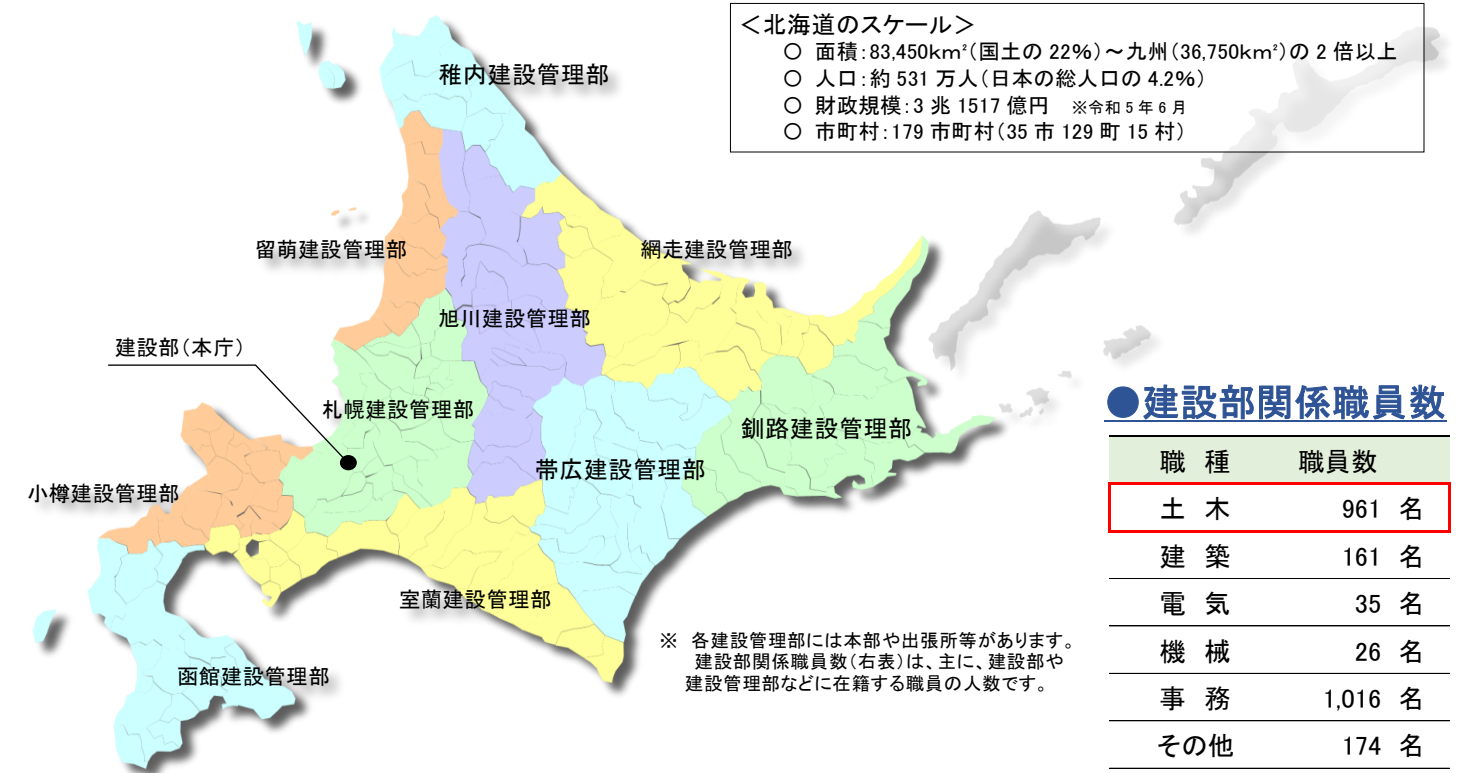 ＜北海道のスケール＞
○ 面積：83,450km²（国土の 22%）～九州（36,750km²）の 2 倍以上
○ 人口：約 531 万人（日本の総人口の 4.2%）
○ 財政規模：3 兆 1517 億円　※令和 5 年 6 月
○ 市町村：179 市町村（35 市 129 町 15 村）
稚内建設管理部
留萌建設管理部
網走建設管理部
旭川建設管理部
建設部（本庁）
札幌建設管理部
釧路建設管理部
帯広建設管理部
小樽建設管理部
室蘭建設管理部
函館建設管理部
※ 各建設管理部には本部や出張所等があります。
建設部関係職員数（右表）は、主に、建設部や
建設管理部などに在籍する職員の人数です。
●建設部関係職員数
職 種 職員数
土 木 961 名
建 築 161 名
電 気 35 名
機 械 26 名
事 務 1,016 名
その他 174 名